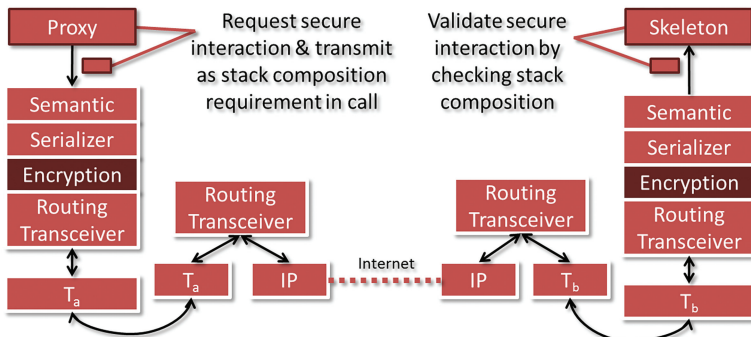 Proxy
Request secure
interaction & transmit
as stack composition
requirement in call
Validate secure
interaction by
checking stack
composition
Skeleton
Semantic
Serializer
Encryption
Routing
Transceiver
Ta
Routing
Transceiver
Ta
IP
Internet
Routing
Transceiver
IP
Tb
Semantic
Serializer
Encryption
Routing
Transceiver
Tb